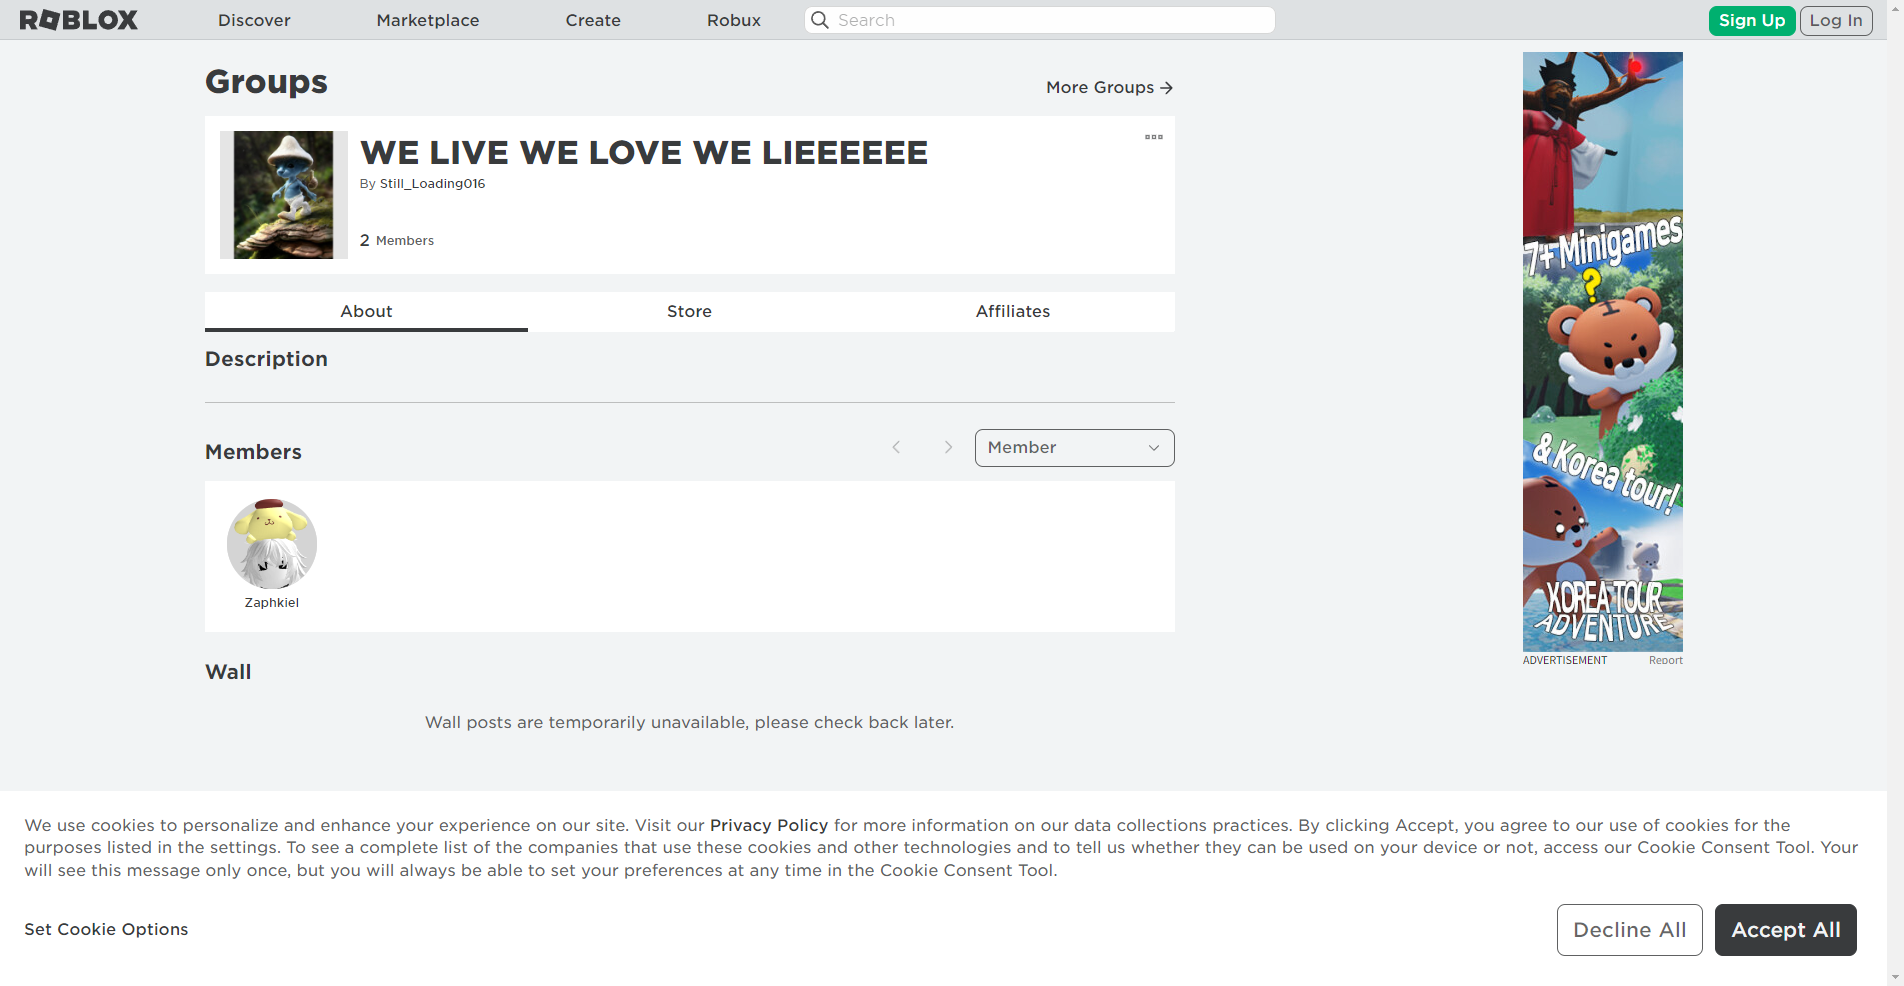 ROBLOX
Discover
Marketplace
Create
Robux
Search
Sign Up
Log In
Groups
More Groups
WE LIVE WE LOVE WE LIEEEEEE
By Still_Loading016
2 Members
About
Store
Affiliates
Description
Members
Member
Zaphkiel
Wall
Wall posts are temporarily unavailable, please check back later.
7+ Minigames
?
& Korea tour!
KOREA TOUR
ADVENTURE
ADVERTISEMENT
Report
We use cookies to personalize and enhance your experience on our site. Visit our Privacy Policy for more information on our data collections practices. By clicking Accept, you agree to our use of cookies for the
purposes listed in the settings. To see a complete list of the companies that use these cookies and other technologies and to tell us whether they can be used on your device or not, access our Cookie Consent Tool. Your
will see this message only once, but you will always be able to set your preferences at any time in the Cookie Consent Tool.
Set Cookie Options
Decline All
Accept All